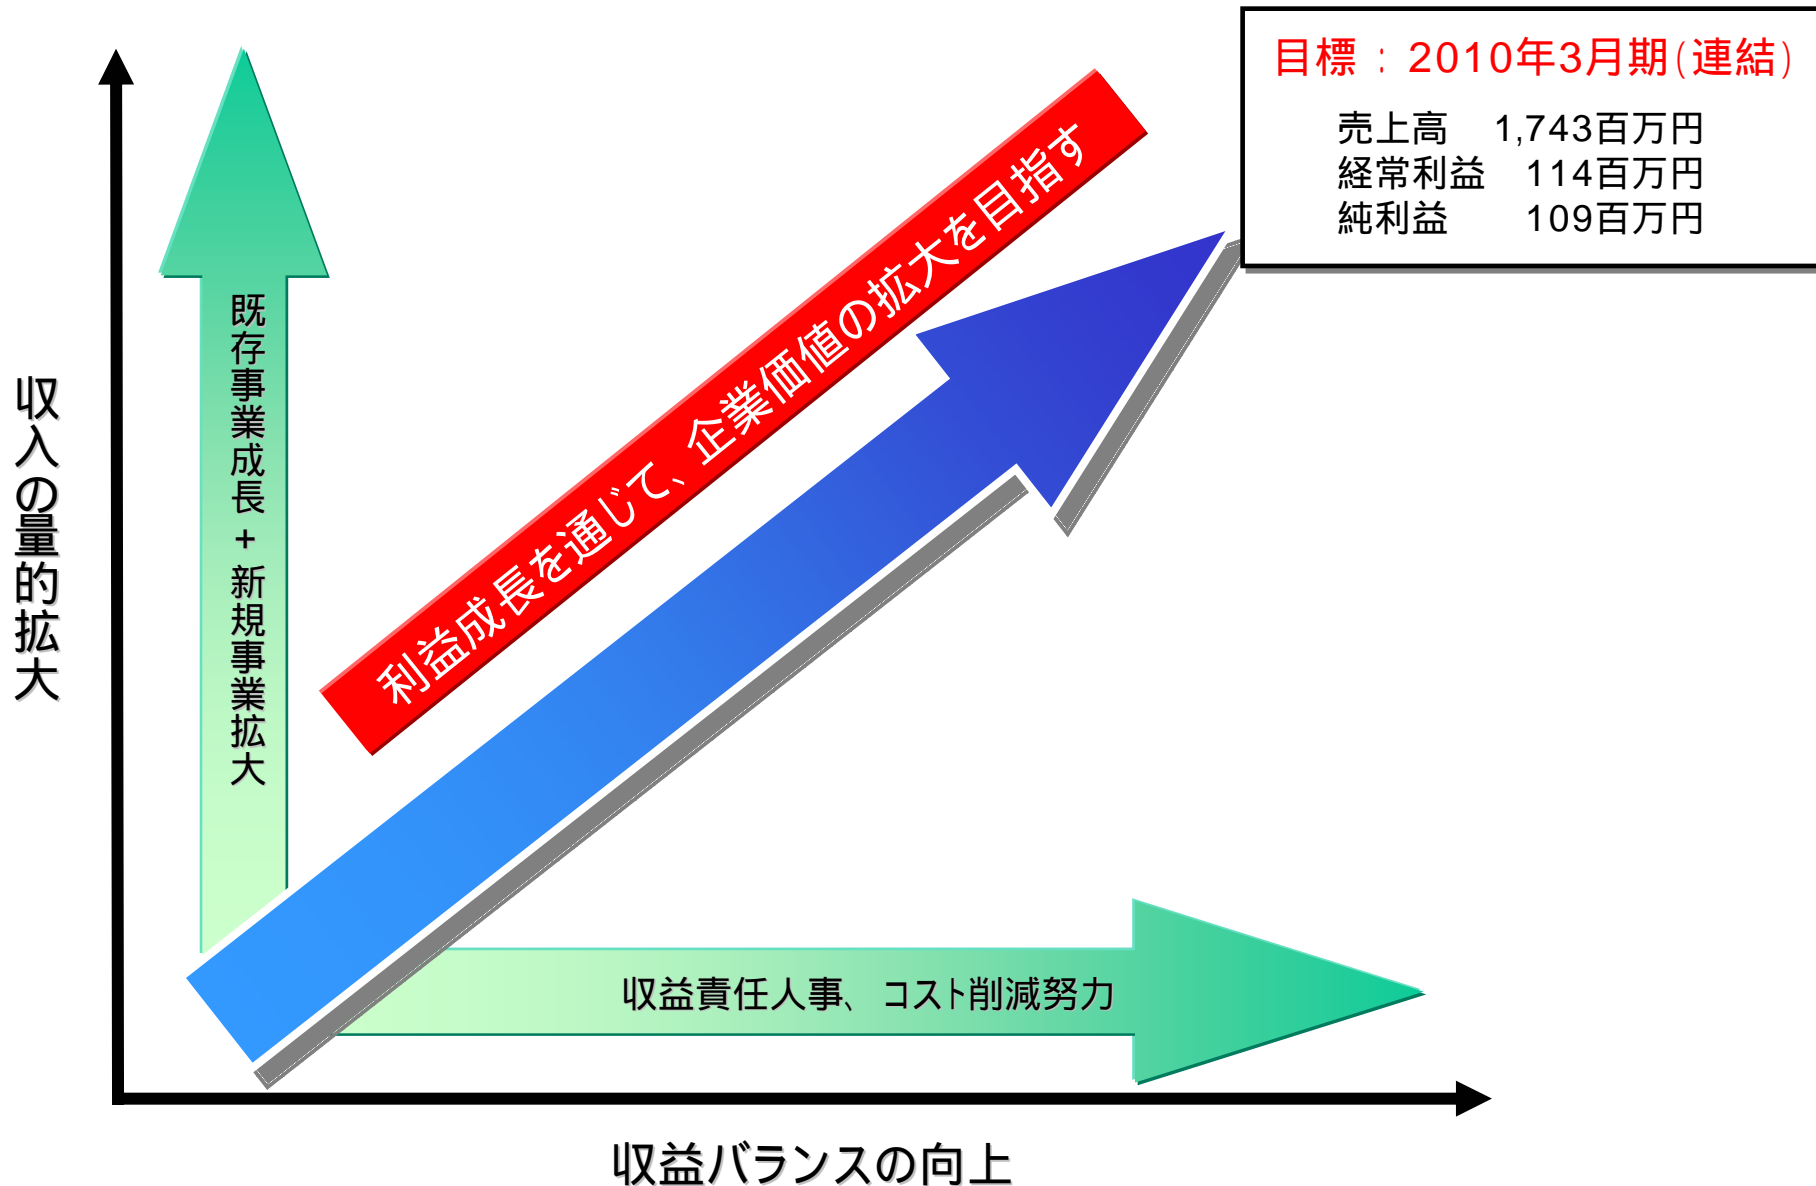 目標：2010年3月期(連結)
売上高 1,743百万円
経常利益 114百万円
純利益 109百万円
利益成長を通じて、企業価値の拡大を目指す
既存事業成長+新規事業拡大
収入の量的拡大
収益責任人事、コスト削減努力
収益バランスの向上